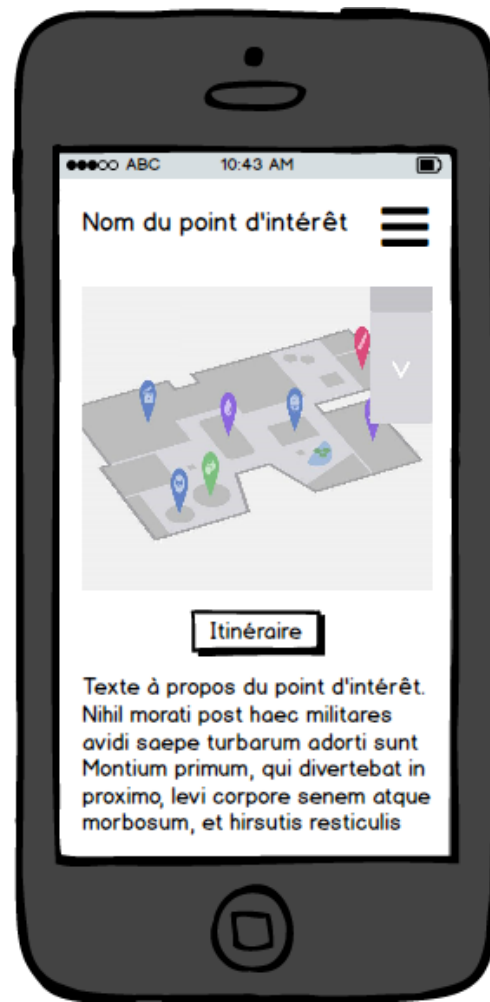 ABC 10:43 AM
Nom du point d'intérêt
Itinéraire
Texte à propos du point d'intérêt.
Nihil morati post haec militares
avidi saepe turbarum adorti sunt
Montium primum, qui divertebat in
proximo, levi corpore senem atque
morbosum, et hirsutis resticulis